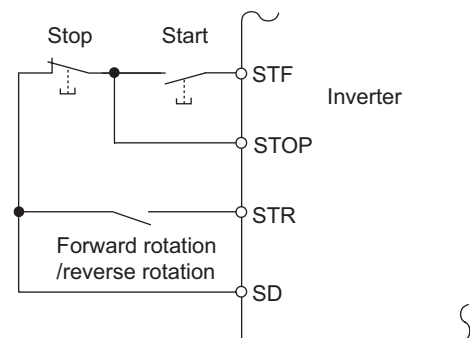 Stop
Start
STF
Inverter
STOP
STR
Forward rotation
/reverse rotation
SD